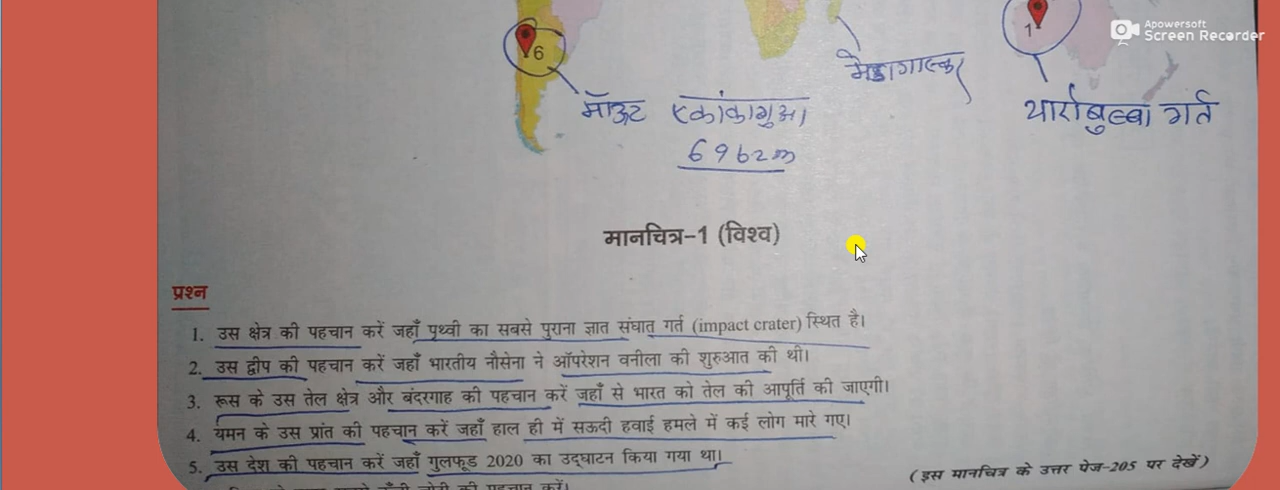 Apowersoft
Screen Recorder
6
1
मेडागास्कर
माँऊट एकांकागुआ
6962m
यारोबुब्बा गर्त
मानचित्र-1 (विश्व)
प्रश्न
1. उस क्षेत्र की पहचान करें जहाँ पृथ्वी का सबसे पुराना ज्ञात संघात गर्त (impact crater) स्थित है।
2. उस द्वीप की पहचान करें जहाँ भारतीय नौसेना ने ऑपरेशन वनीला की शुरुआत की थी।
3. रूस के उस तेल क्षेत्र और बंदरगाह की पहचान करें जहाँ से भारत को तेल की आपूर्ति की जाएगी।
4. यमन के उस प्रांत की पहचान करें जहाँ हाल ही में सऊदी हवाई हमले में कई लोग मारे गए।
5. उस देश की पहचान करें जहाँ गुलफूड 2020 का उद्घाटन किया गया था।
(इस मानचित्र के उत्तर पेज-205 पर देखें)